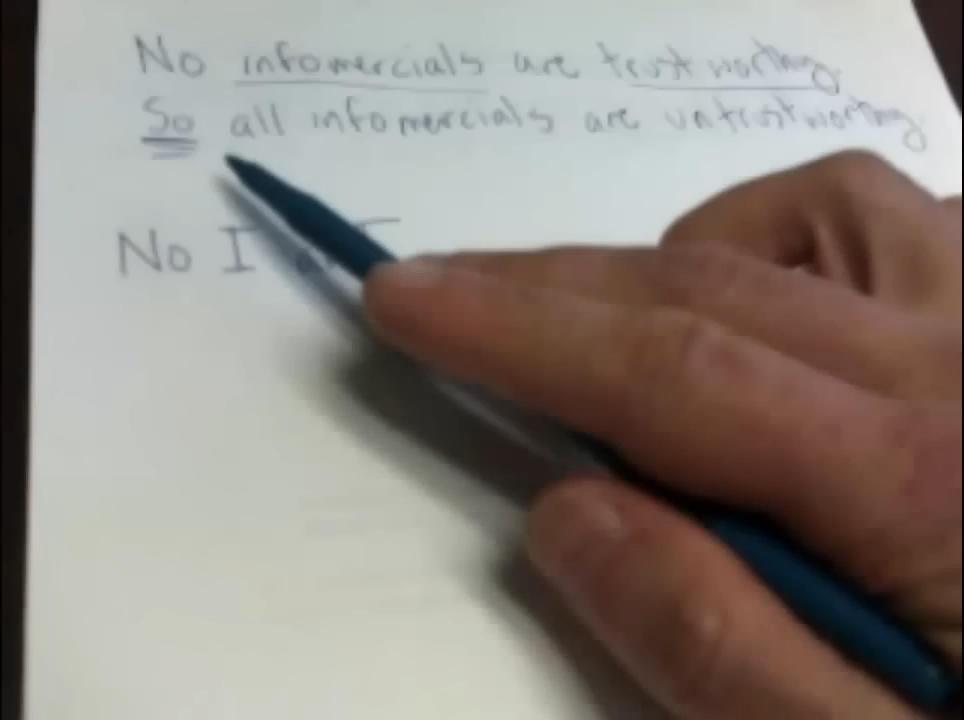 No infomercials are trustworthy.
So all infomercials are untrustworthy.
No I